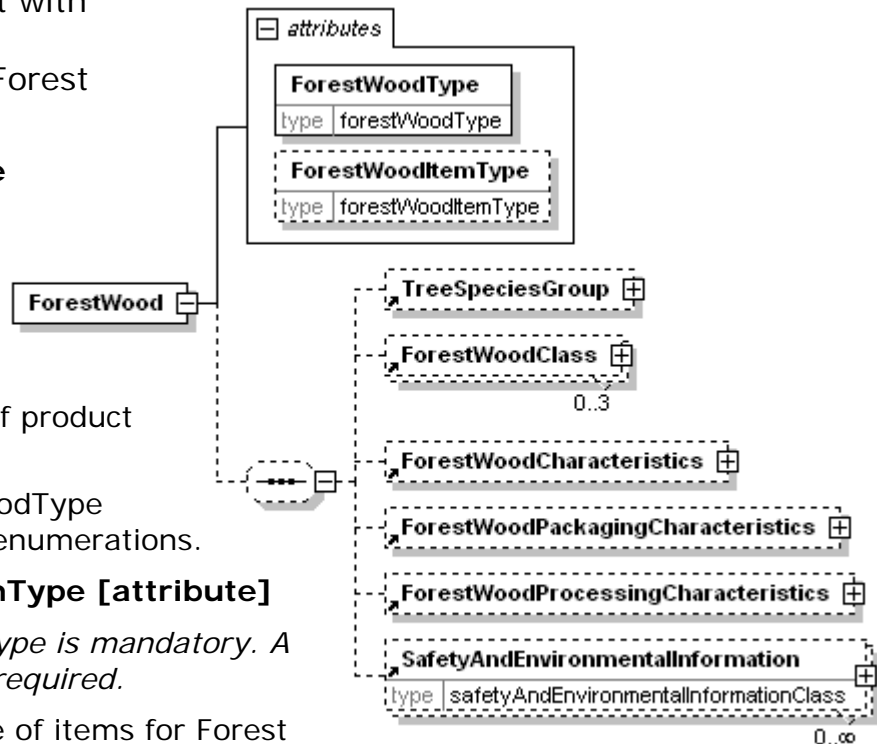 t with
Forest
e
f product
odType
enumerations.
mType [attribute]
ype is mandatory. A
required.
e of items for Forest
attributes
ForestWoodType
type forestWoodType
ForestWoodItemType
type forestWoodItemType
ForestWood
TreeSpeciesGroup
ForestWoodClass
0..3
ForestWoodCharacteristics
ForestWoodPackagingCharacteristics
ForestWoodProcessingCharacteristics
SafetyAndEnvironmentalInformation
type safetyAndEnvironmentalInformationClass
0..∞